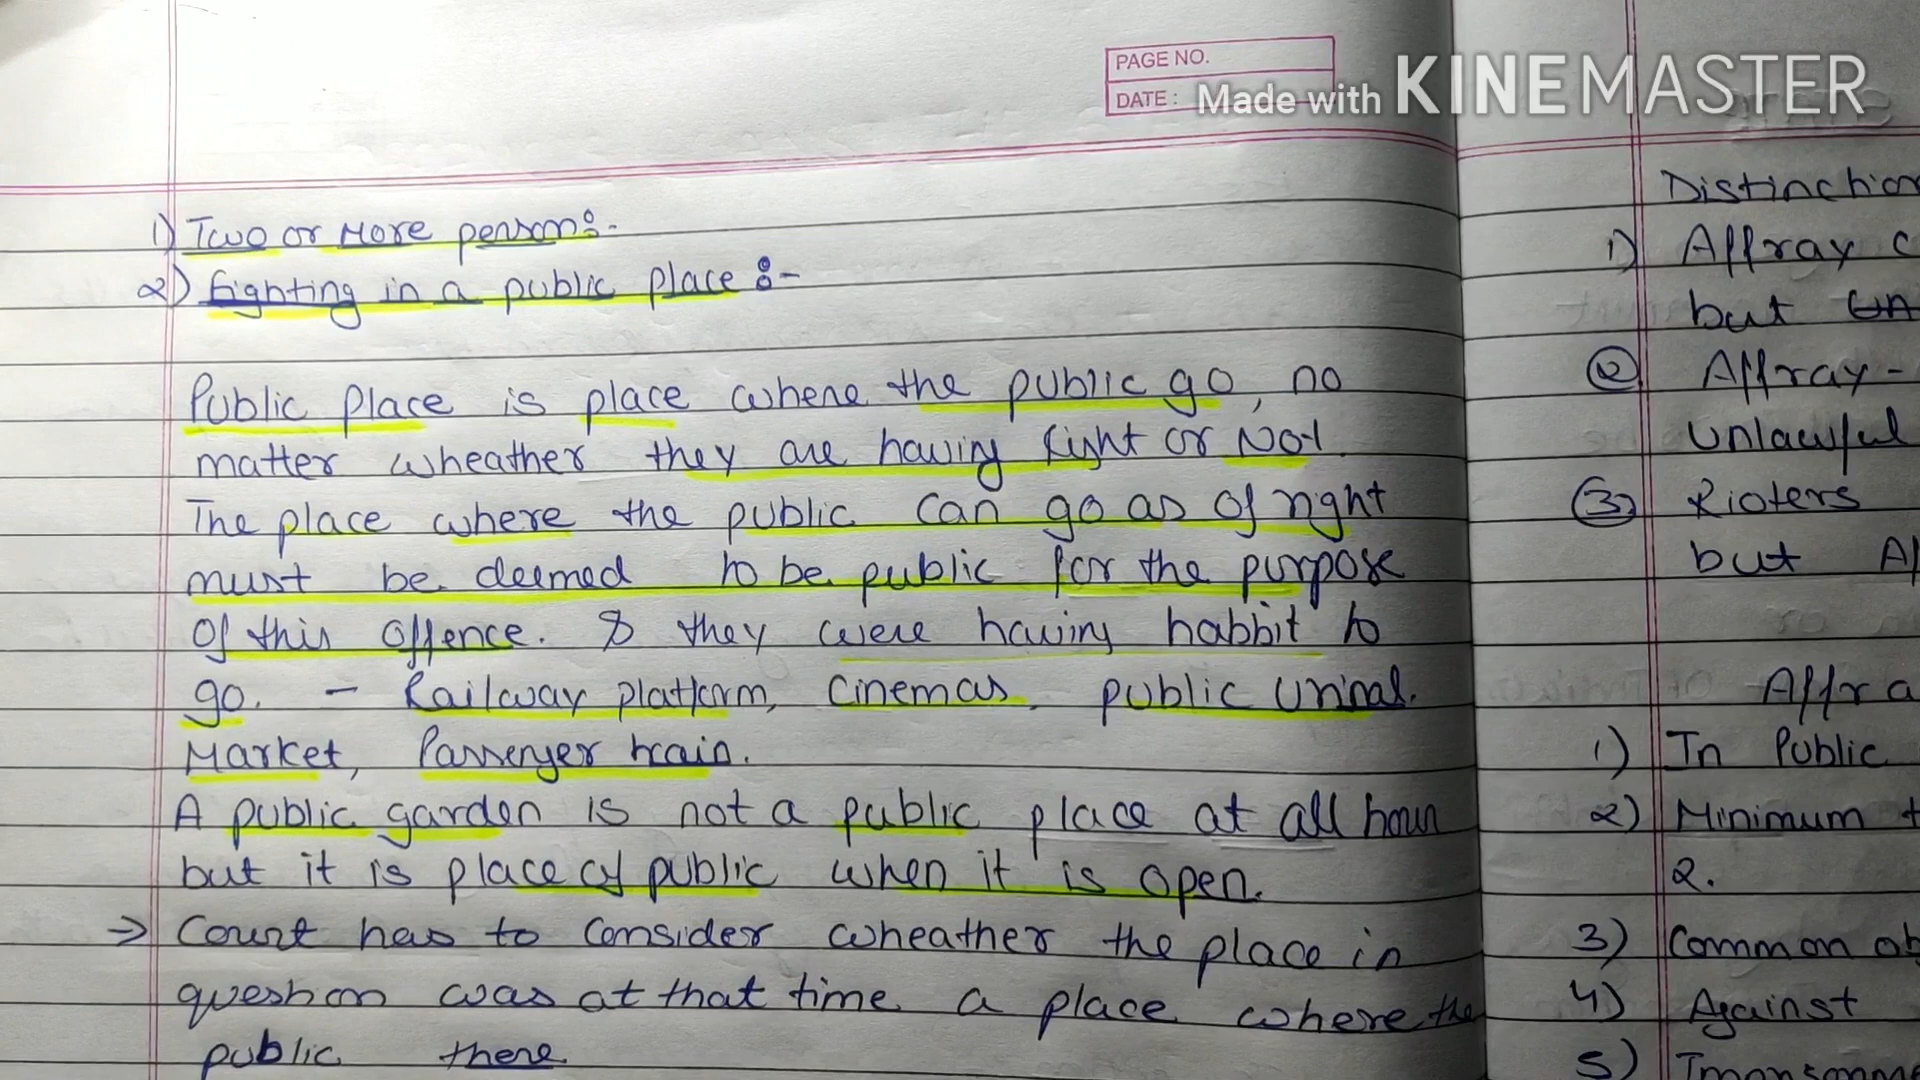 PAGE NO.
DATE :
Made with KINEMASTER
1) Two or More person:-
2) fighting in a public place :-
Public Place is place where the public go, no
matter wheather they are having Right or Not.
The place where the public can go as of right
must be deemed to be public for the purpose
Of this offence. & they were having habbit to
go. - Railway platform, Cinemas, public Urinal.
Market, Passenger train.
A public garden is not a public place at all hour
but it is place of public when it is open.
→ Court has to Consider wheather the place in
question was at that time a place where the
public there
Distinction
1) Affray c
but
2) Affray -
Unlawful
3) Rioters
but Af
Affra
1) In Public
2) Minimum t
2.
3) Common ob
4) Against
5)